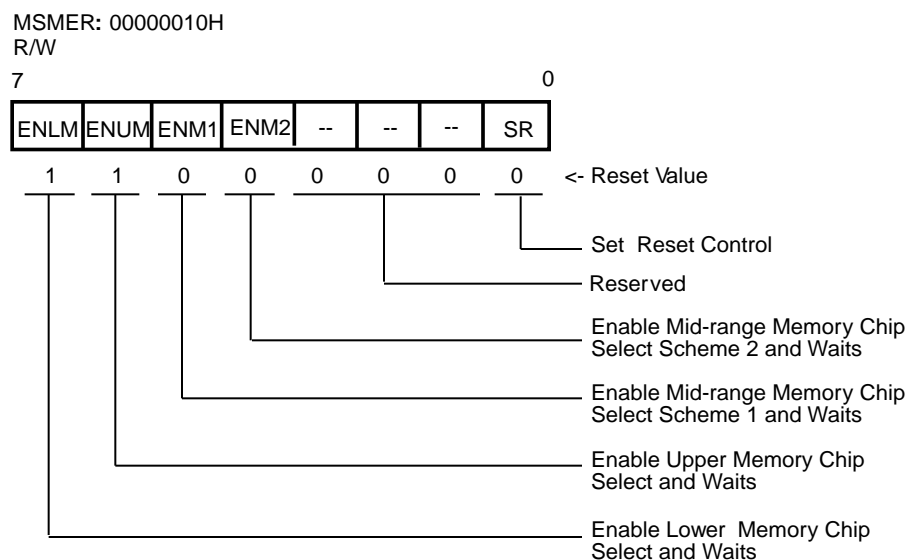 MSMER: 00000010H
R/W
7 0
ENLM ENUM ENM1 ENM2 -- -- -- SR
1 1 0 0 0 0 0 0 <- Reset Value
Set Reset Control
Reserved
Enable Mid-range Memory Chip
Select Scheme 2 and Waits
Enable Mid-range Memory Chip
Select Scheme 1 and Waits
Enable Upper Memory Chip
Select and Waits
Enable Lower Memory Chip
Select and Waits